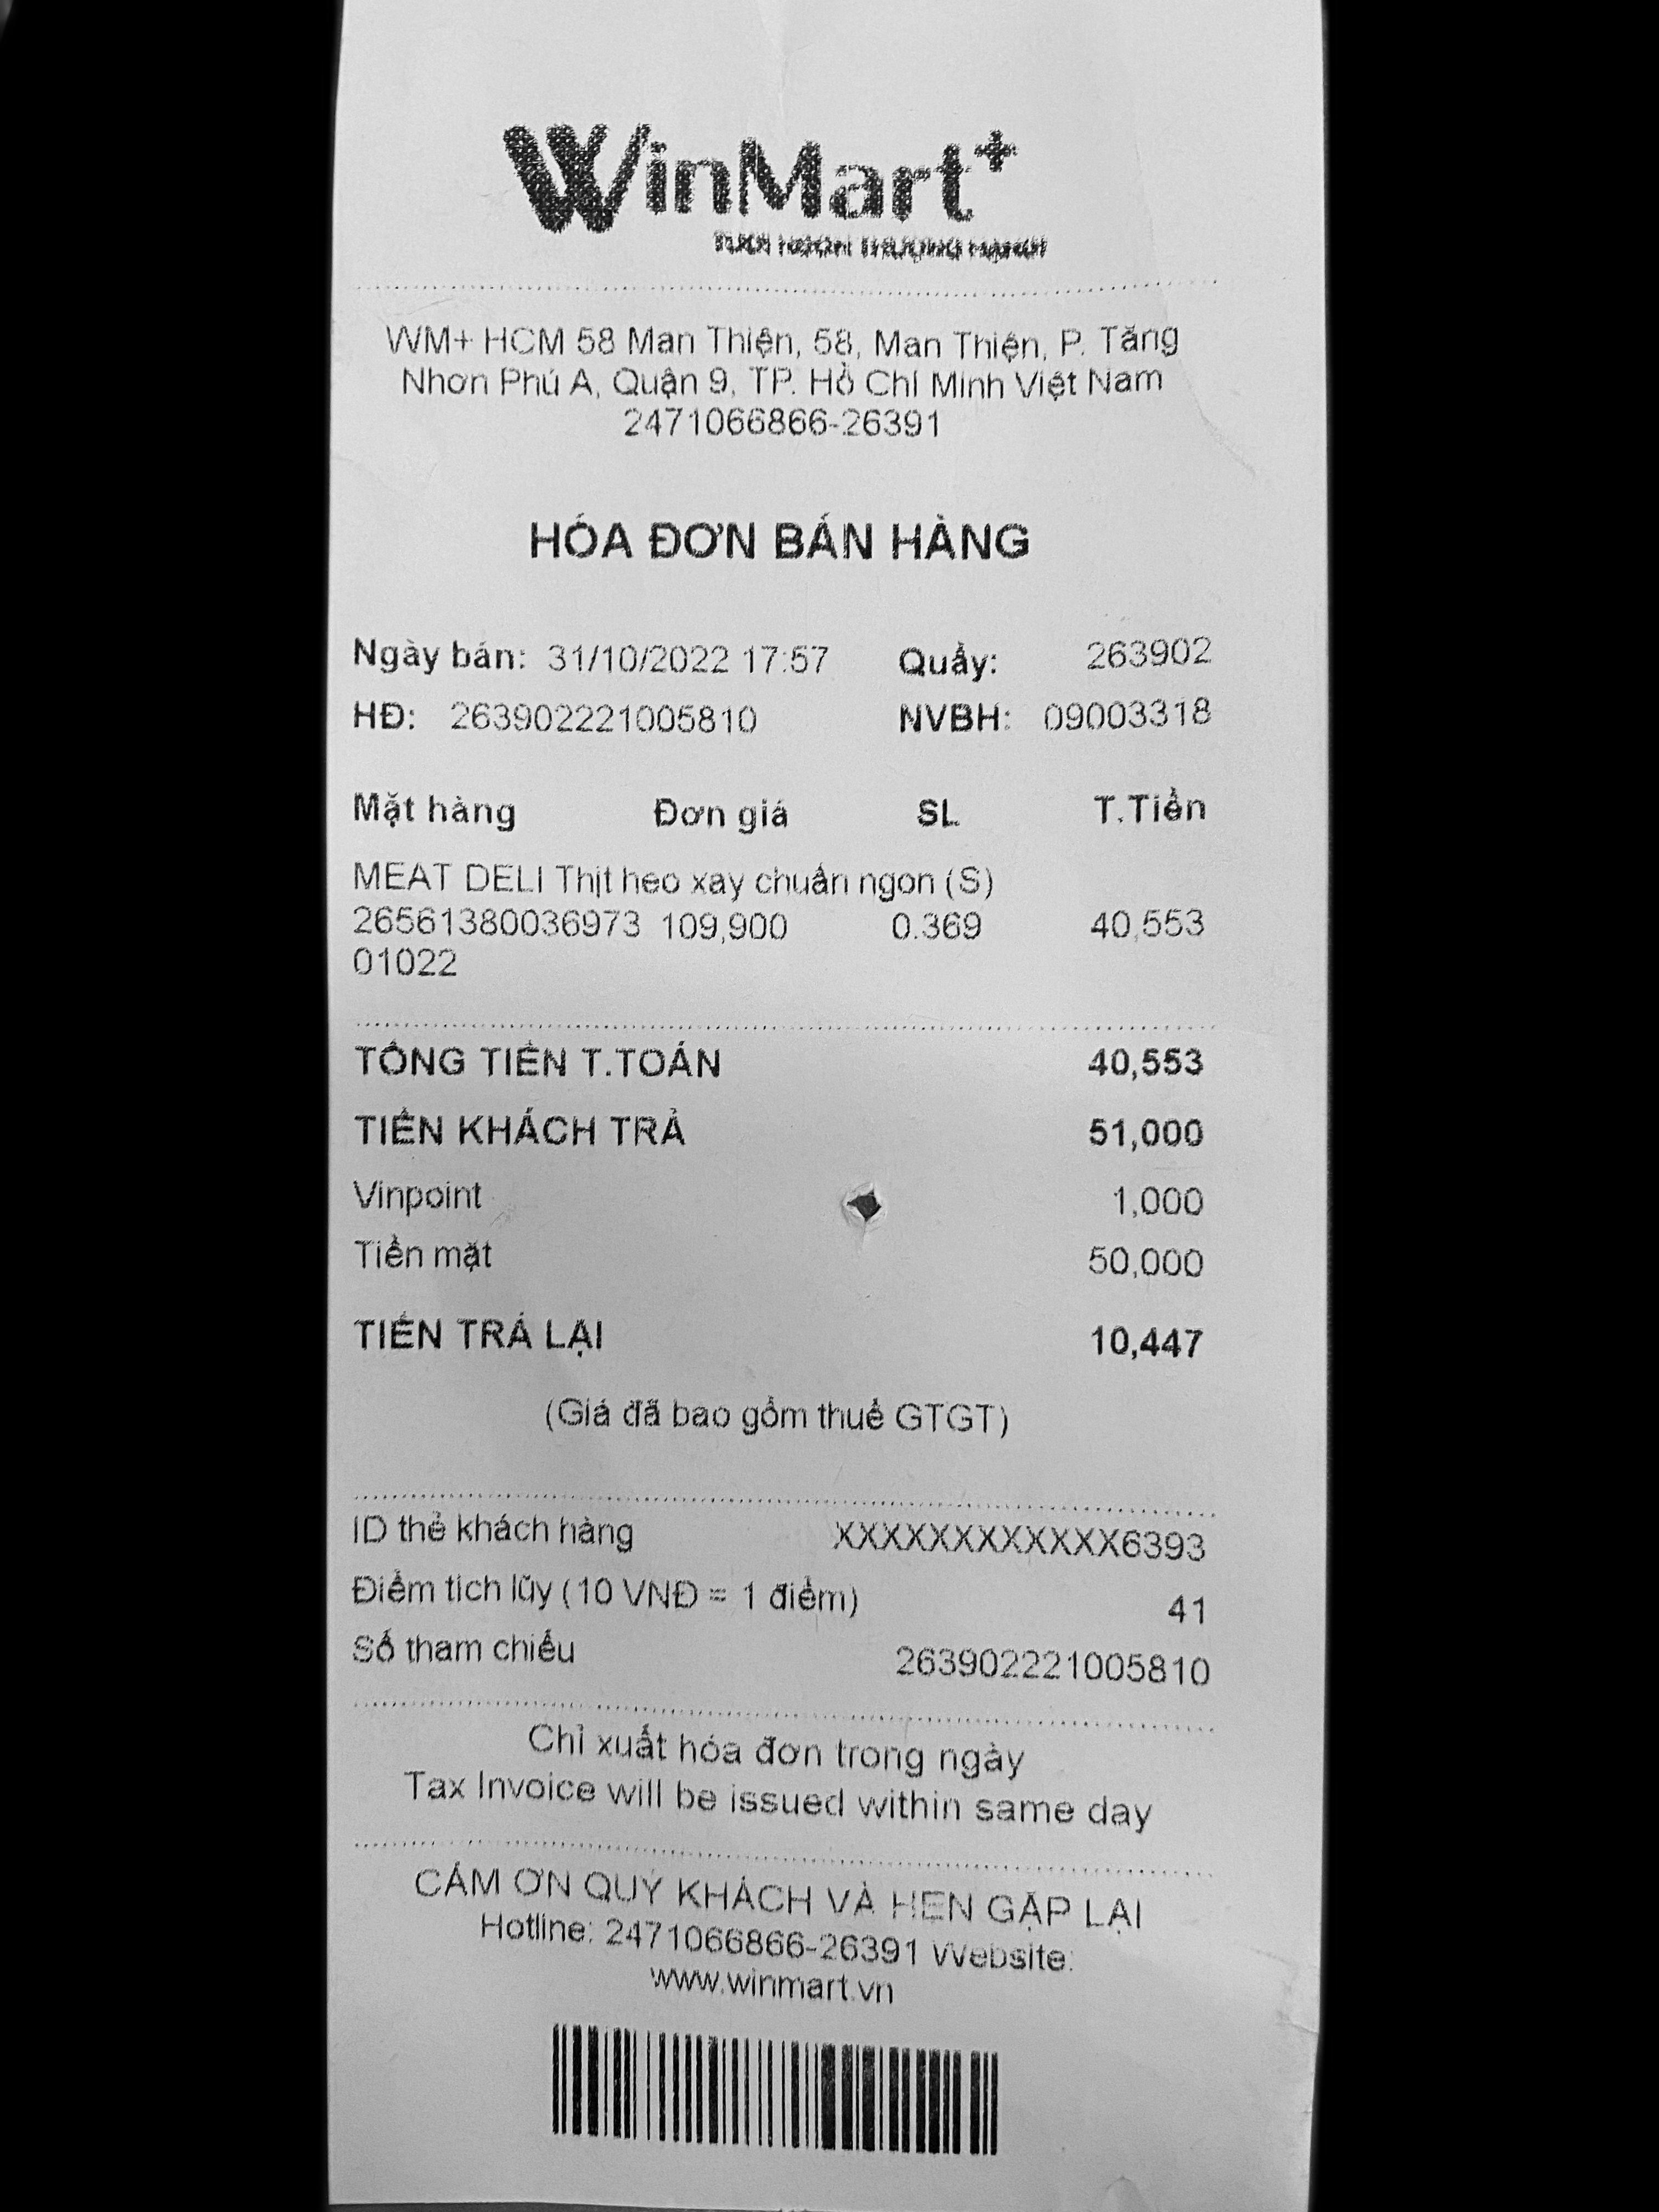 WinMart+
WM+ HCM 58 Man Thiện, 58, Man Thiện, P. Tăng
Nhơn Phú A, Quận 9, TP. Hồ Chí Minh Việt Nam
2471066866-26391
HÓA ĐƠN BÁN HÀNG
Ngày bán: 31/10/2022 17:57 Quầy: 263902
HĐ: 263902221005810 NVBH: 09003318
Mặt hàng Đơn giá SL T.Tiền
MEAT DELI Thịt heo xay chuẩn ngon (S)
26561380036973 109,900 0.369 40,553
01022
TỔNG TIỀN T.TOÁN 40,553
TIỀN KHÁCH TRẢ 51,000
Vinpoint 1,000
Tiền mặt 50,000
TIỀN TRẢ LẠI 10,447
(Giá đã bao gồm thuế GTGT)
ID thẻ khách hàng XXXXXXXXXXXX6393
Điểm tích lũy (10 VNĐ = 1 điểm) 41
Số tham chiếu 263902221005810
Chỉ xuất hóa đơn trong ngày
Tax Invoice will be issued within same day
CẢM ƠN QUÝ KHÁCH VÀ HẸN GẶP LẠI
Hotline: 2471066866-26391 Website:
www.winmart.vn